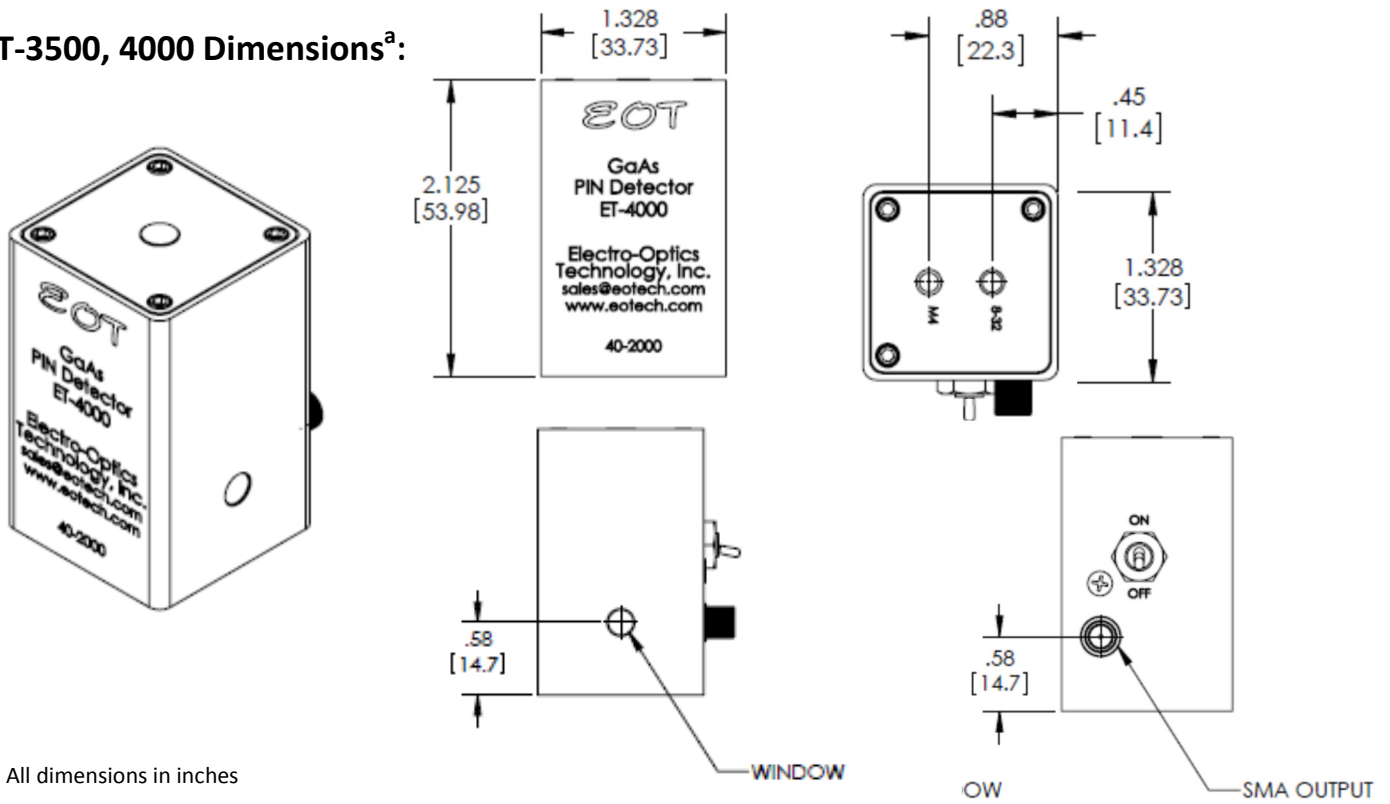 T-3500, 4000 Dimensionsᵃ:
1.328
[33.73]
.88
[22.3]
.45
[11.4]
2.125
[53.98]
EOT
GaAs
PIN Detector
ET-4000
Electro-Optics
Technology, Inc.
sales@eotech.com
www.eotech.com
40-2000
EOT
GaAs
PIN Detector
ET-4000
Electro-Optics
Technology, Inc.
sales@eotech.com
www.eotech.com
40-2000
M4
8-32
1.328
[33.73]
.58
[14.7]
WINDOW
ON
OFF
.58
[14.7]
OW
SMA OUTPUT
All dimensions in inches